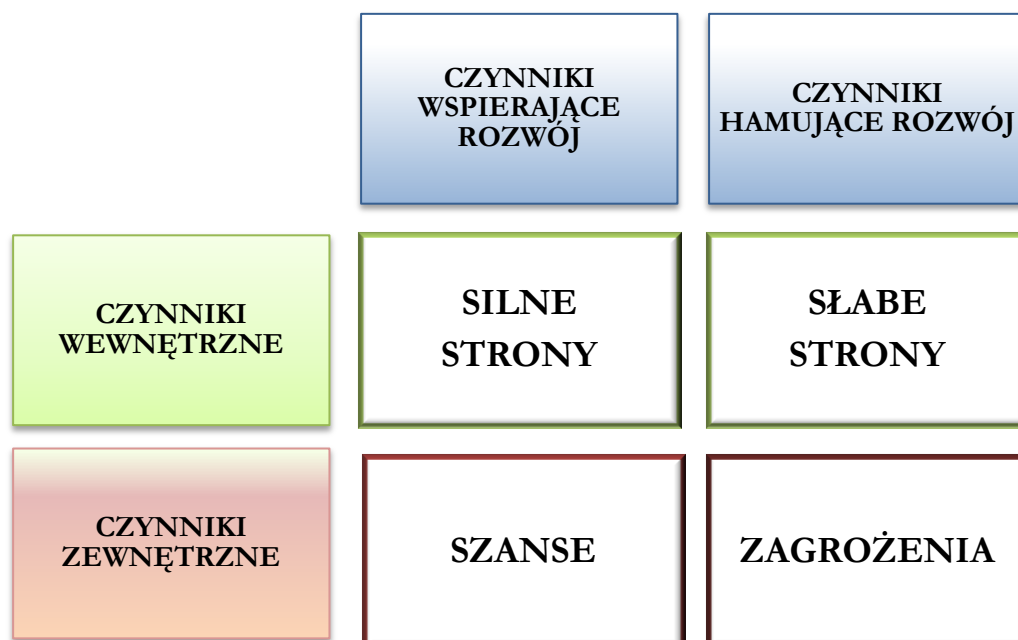 CZYNNIKI
WSPIERAJĄCE
ROZWÓJ
CZYNNIKI
HAMUJĄCE ROZWÓJ
CZYNNIKI
WEWNĘTRZNE
SILNE
STRONY
SŁABE
STRONY
CZYNNIKI
ZEWNĘTRZNE
SZANSE
ZAGROŻENIA